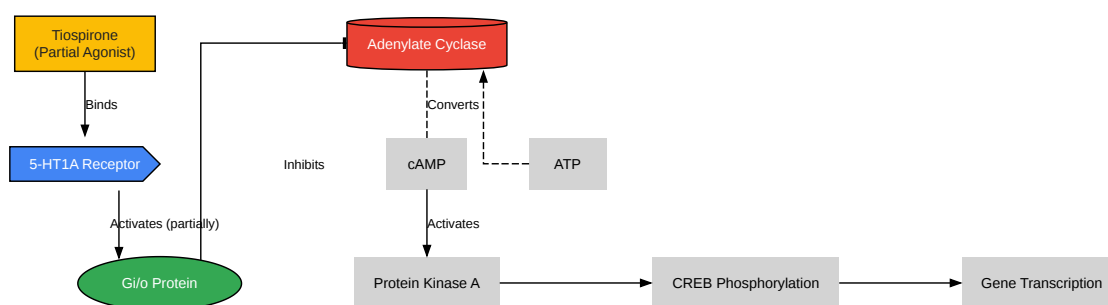 Tiospirone
(Partial Agonist)
Adenylate Cyclase
Binds
Converts
5-HT1A Receptor
Inhibits
cAMP
ATP
Activates (partially)
Activates
Gi/o Protein
Protein Kinase A
CREB Phosphorylation
Gene Transcription